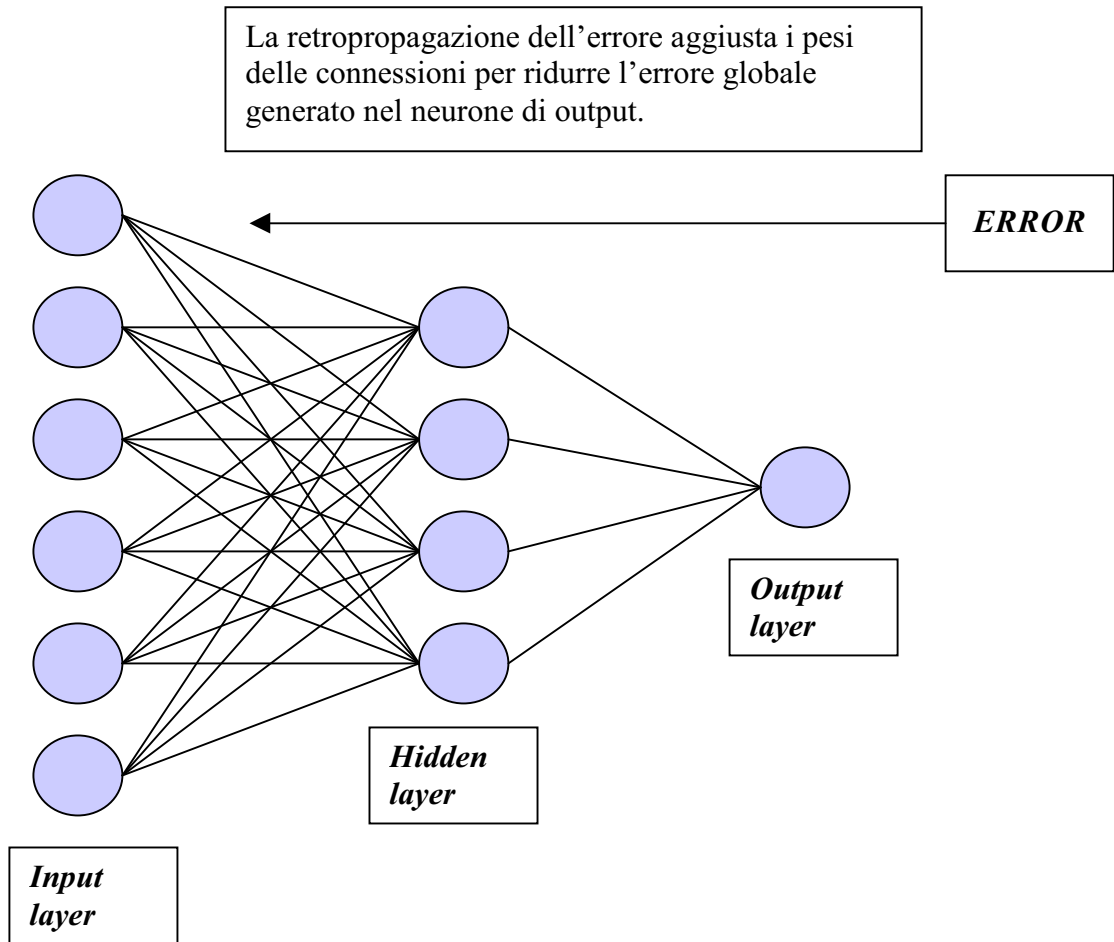 La retropropagazione dell’errore aggiusta i pesi
delle connessioni per ridurre l’errore globale
generato nel neurone di output.
ERROR
Output
layer
Hidden
layer
Input
layer